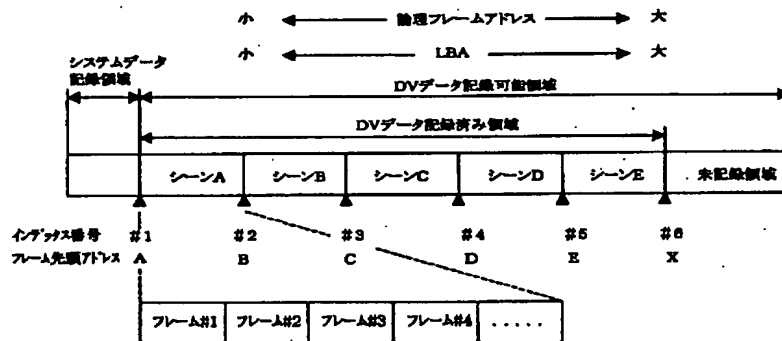 小 論理フレームアドレス 大
小 LBA 大
システムデータ
記録領域
DVデータ記録可能領域
DVデータ記録済み領域
シーンA シーンB シーンC シーンD シーンE 未記録領域
インデックス番号 #1 #2 #3 #4 #5 #6
フレーム先頭アドレス A B C D E X
フレーム#1 フレーム#2 フレーム#3 フレーム#4 .....